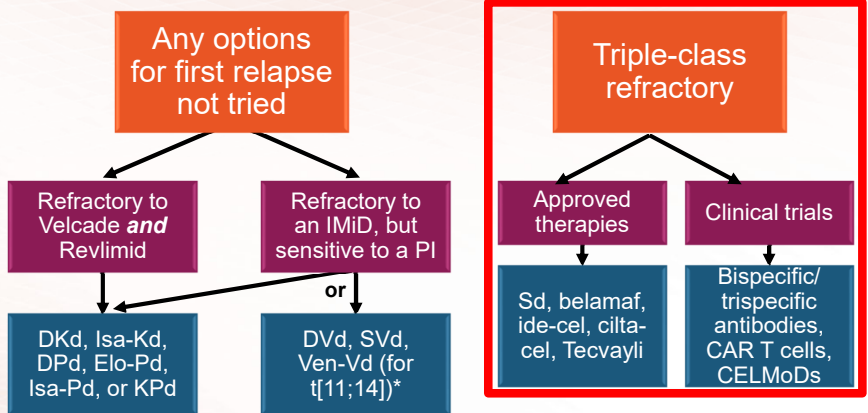 Any options
for first relapse
not tried
Triple-class
refractory
Refractory to
Velcade and
Revlimid
Refractory to
an IMiD, but
sensitive to a PI
Approved
therapies
Clinical trials
or
DKd, Isa-Kd,
DPd, Elo-Pd,
Isa-Pd, or KPd
DVd, SVd,
Ven-Vd (for
t[11;14])*
Sd, belamaf,
ide-cel, cilta-
cel, Tecvayli
Bispecific/
trispecific
antibodies,
CAR T cells,
CELMoDs